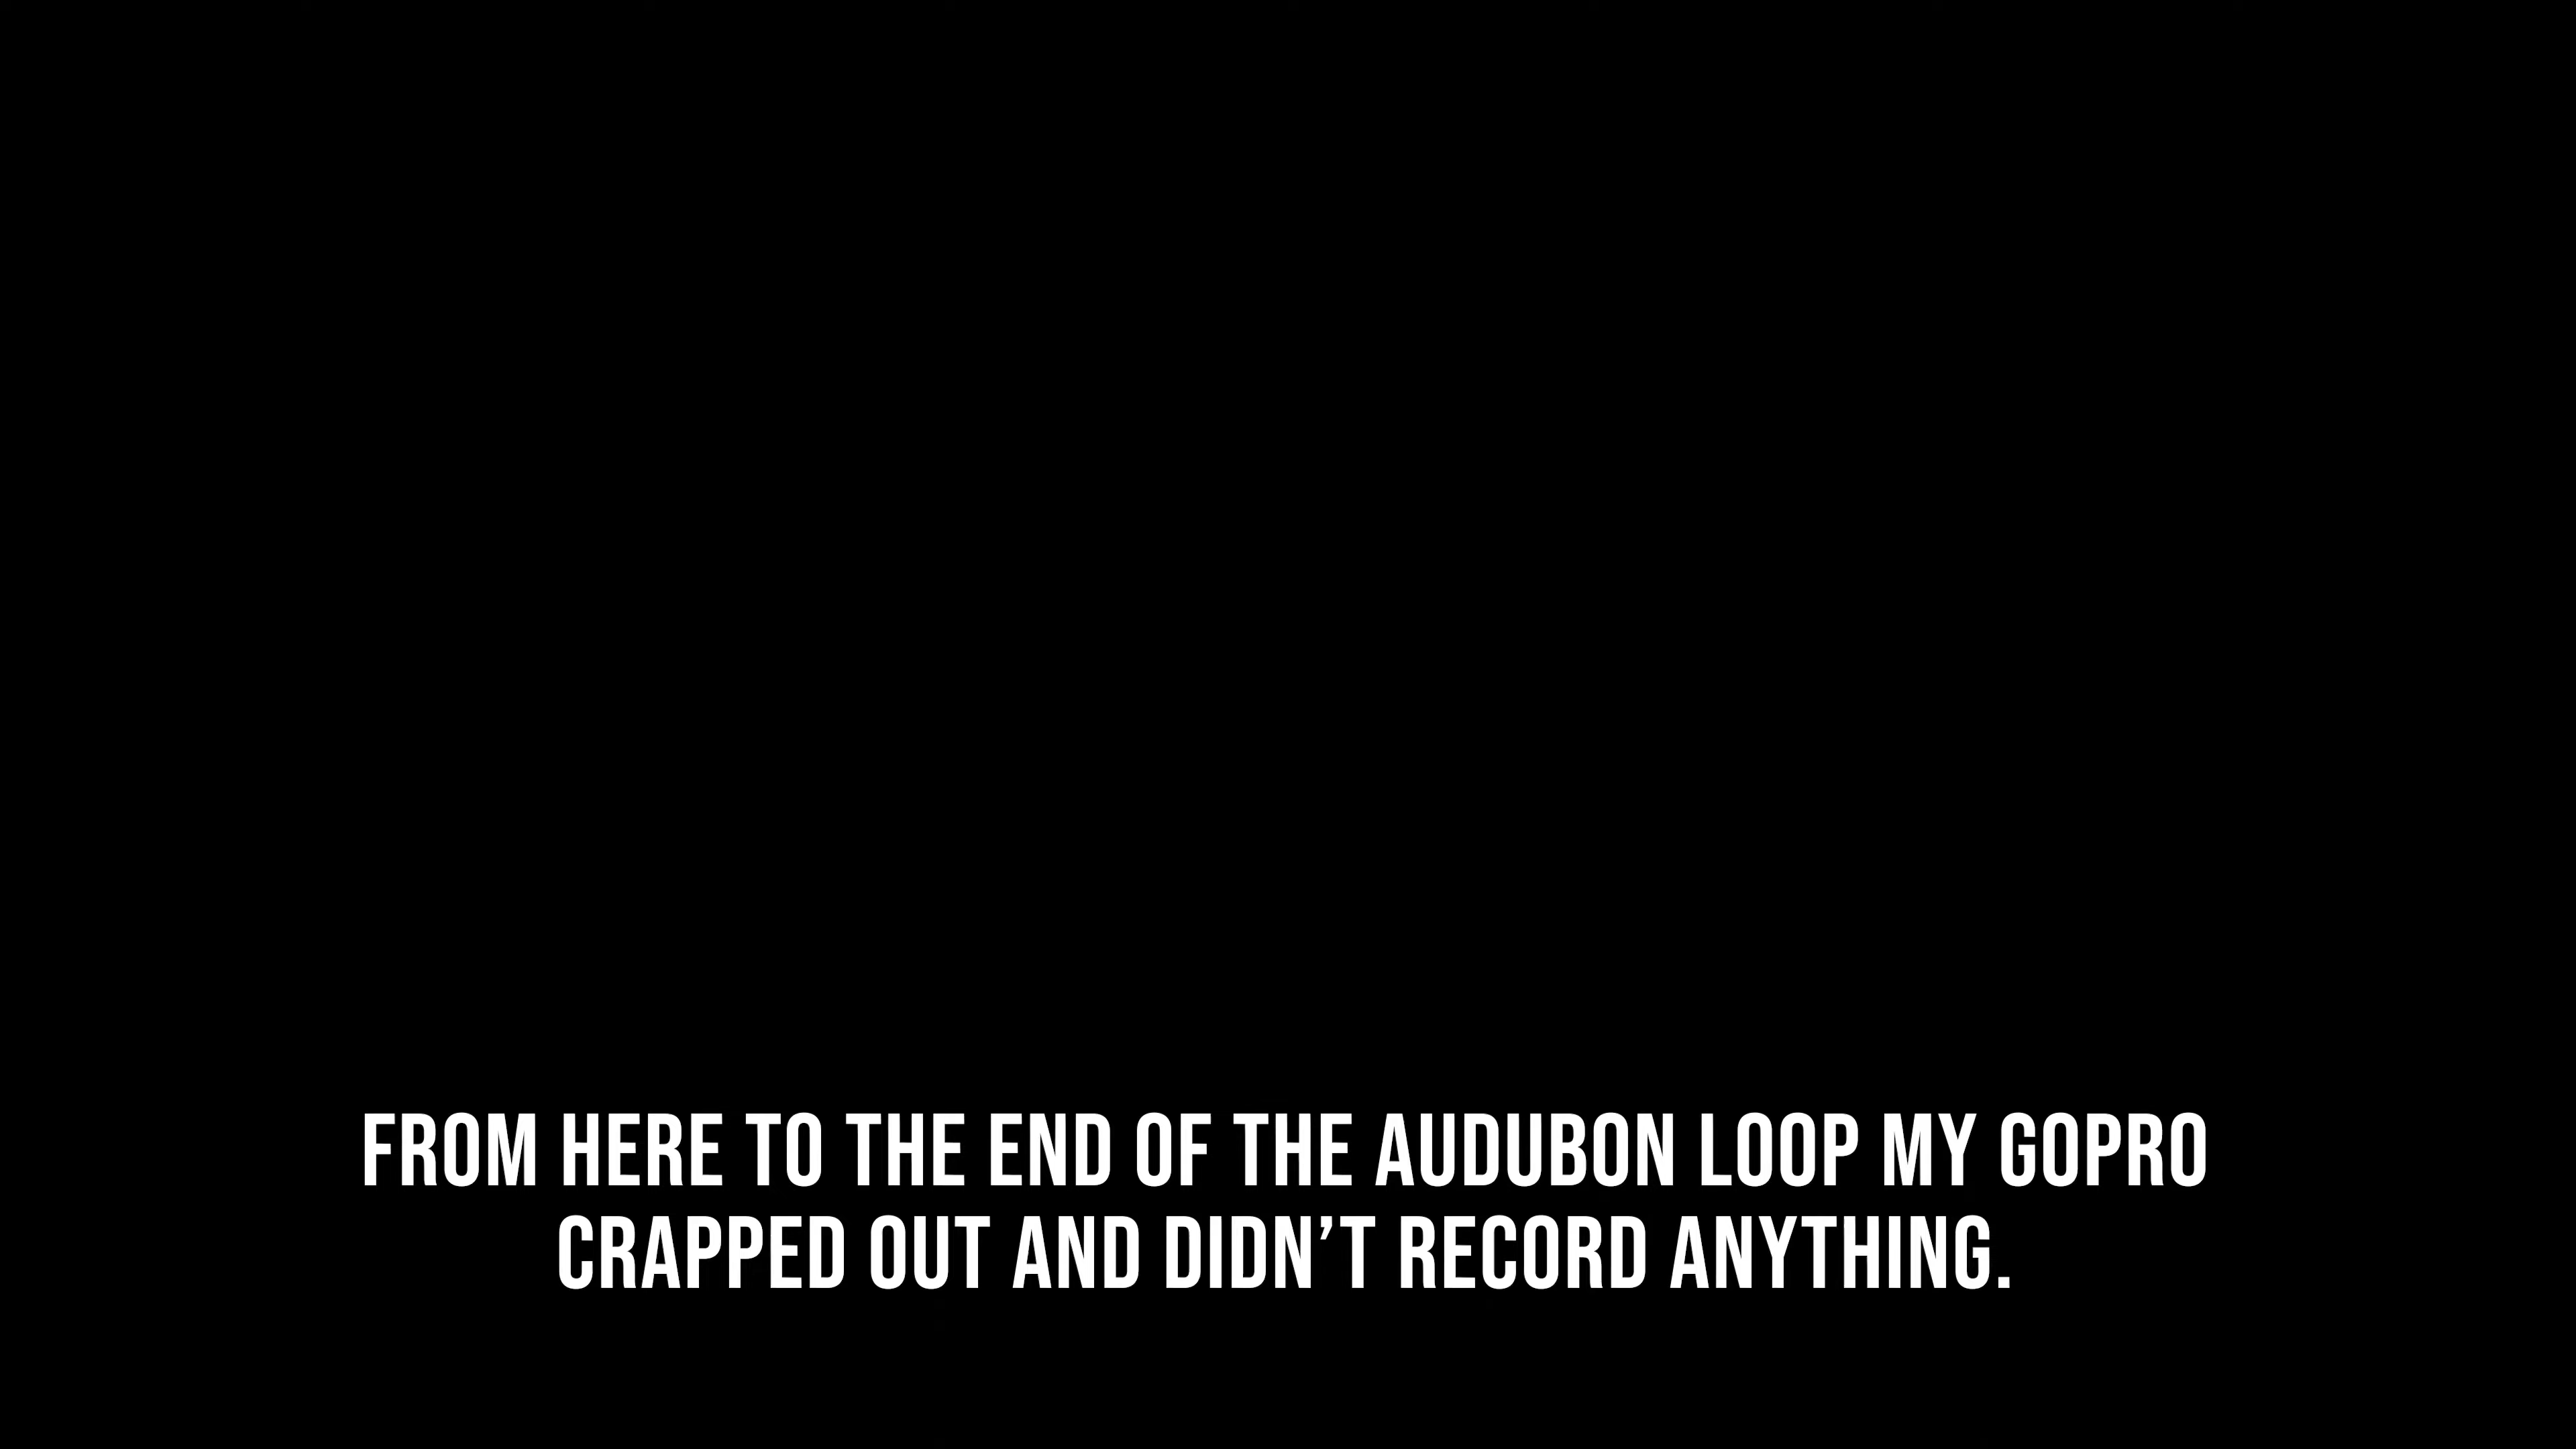 FROM HERE TO THE END OF THE AUDUBON LOOP MY GOPRO
CRAPPED OUT AND DIDN’T RECORD ANYTHING.